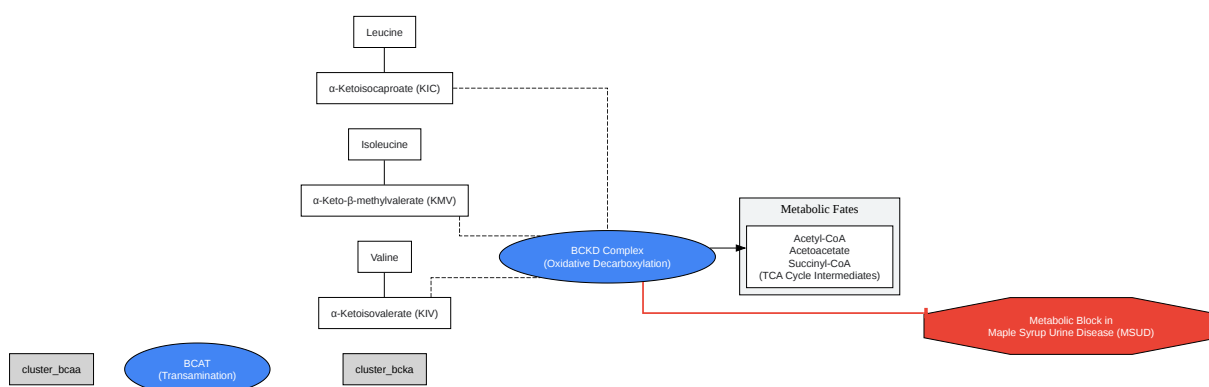 Leucine
α-Ketoisocaproate (KIC)
Isoleucine
α-Keto-β-methylvalerate (KMV)
Valine
α-Ketoisovalerate (KIV)
BCKD Complex
(Oxidative Decarboxylation)
Metabolic Fates
Acetyl-CoA
Acetoacetate
Succinyl-CoA
(TCA Cycle Intermediates)
Metabolic Block in
Maple Syrup Urine Disease (MSUD)
cluster_bcaa
BCAT
(Transamination)
cluster_bcka